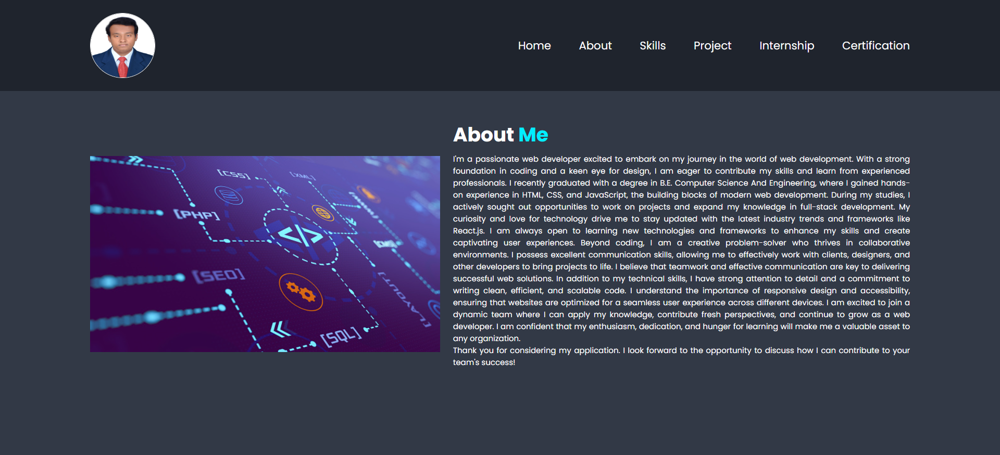 Home About Skills Project Internship Certification
About Me
I'm a passionate web developer excited to embark on my journey in the world of web development. With a strong
foundation in coding and a keen eye for design, I am eager to contribute my skills and learn from experienced
professionals. I recently graduated with a degree in B.E. Computer Science And Engineering, where I gained hands-
on experience in HTML, CSS, and JavaScript, the building blocks of modern web development. During my studies, I
actively sought out opportunities to work on projects and expand my knowledge in full-stack development. My
curiosity and love for technology drive me to stay updated with the latest industry trends and frameworks like
React.js. I am always open to learning new technologies and frameworks to enhance my skills and create
captivating user experiences. Beyond coding, I am a creative problem-solver who thrives in collaborative
environments. I possess excellent communication skills, allowing me to effectively work with clients, designers, and
other developers to bring projects to life. I believe that teamwork and effective communication are key to delivering
successful web solutions. In addition to my technical skills, I have strong attention to detail and a commitment to
writing clean, efficient, and scalable code. I understand the importance of responsive design and accessibility,
ensuring that websites are optimized for a seamless user experience across different devices. I am excited to join a
dynamic team where I can apply my knowledge, contribute fresh perspectives, and continue to grow as a web
developer. I am confident that my enthusiasm, dedication, and hunger for learning will make me a valuable asset to
any organization.
Thank you for considering my application. I look forward to the opportunity to discuss how I can contribute to your
team's success!
[CSS]
[XML]
[PHP]
</>
[CMS]
[SEO]
[LAYOUT]
[SQL]